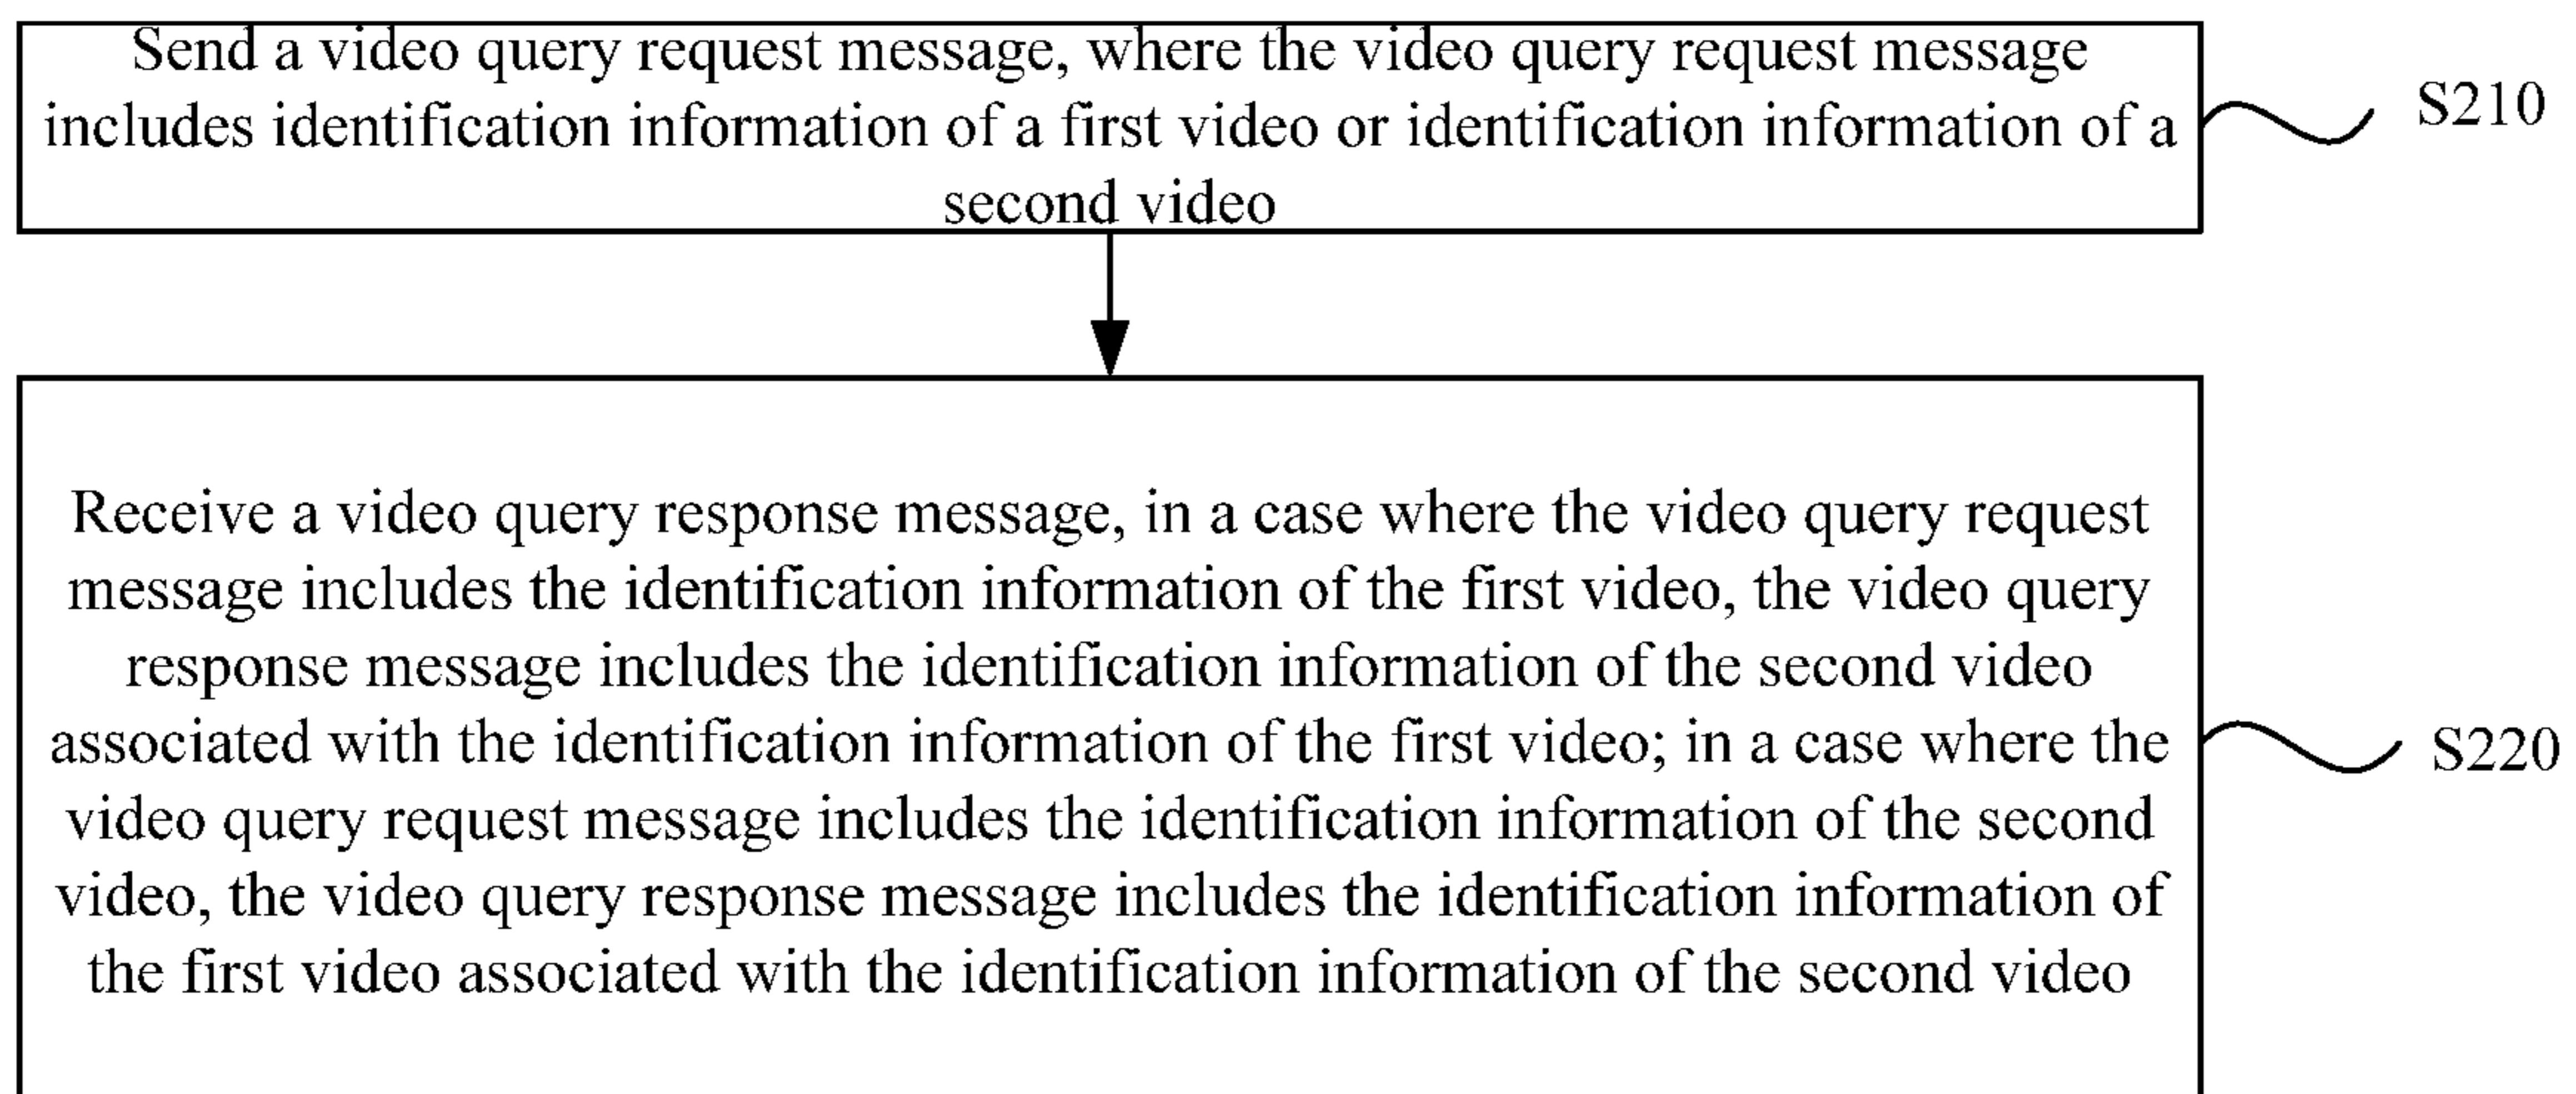 Send a video query request message, where the video query request message
includes identification information of a first video or identification information of a
second video
S210
Receive a video query response message, in a case where the video query request
message includes the identification information of the first video, the video query
response message includes the identification information of the second video
associated with the identification information of the first video; in a case where the
video query request message includes the identification information of the second
video, the video query response message includes the identification information of
the first video associated with the identification information of the second video
S220